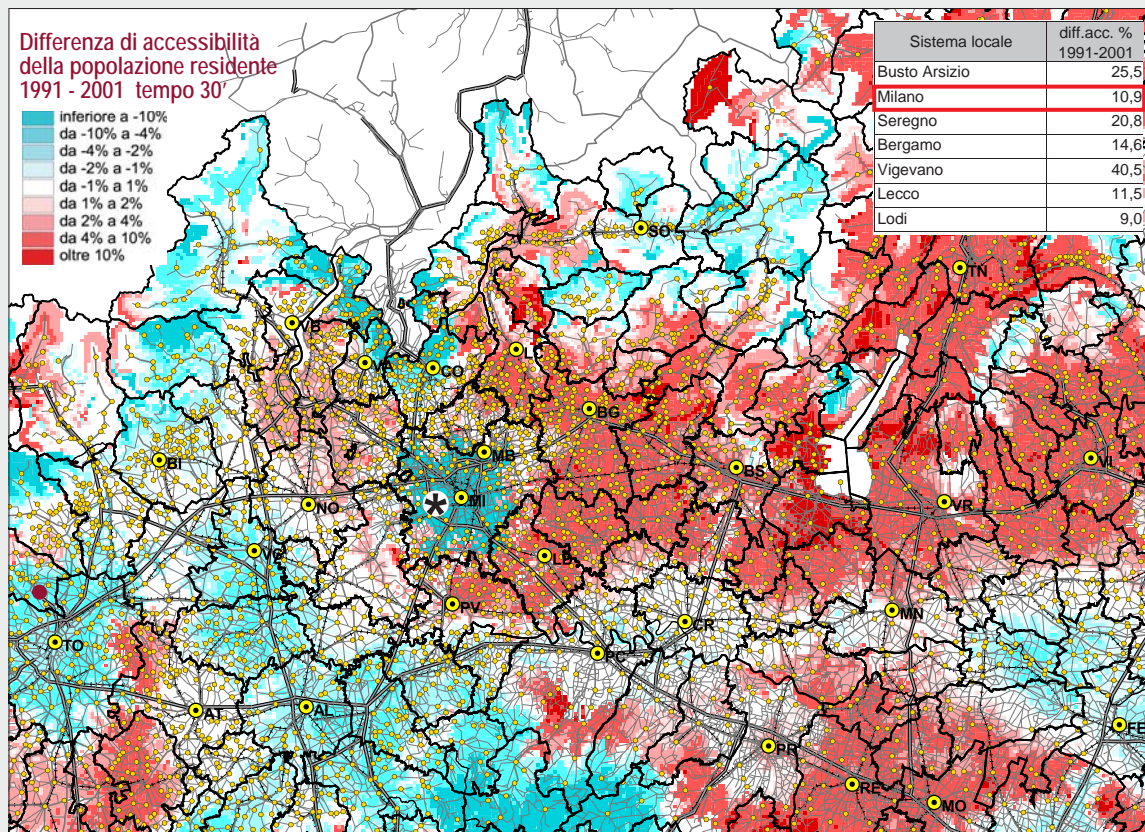 Differenza di accessibilità
della popolazione residente
1991 - 2001 tempo 30'
inferiore a -10%
da -10% a -4%
da -4% a -2%
da -2% a -1%
da -1% a 1%
da 1% a 2%
da 2% a 4%
da 4% a 10%
oltre 10%
Sistema locale diff.acc. % 1991-2001
Busto Arsizio 25,5
Milano 10,9
Seregno 20,8
Bergamo 14,6
Vigevano 40,5
Lecco 11,5
Lodi 9,0
SO
TN
VB
VA
CO
BG
MB
BI
BS
VI
*
MI
NO
VR
PV
CR
MN
TO
AT
AL
PR
RE
MO